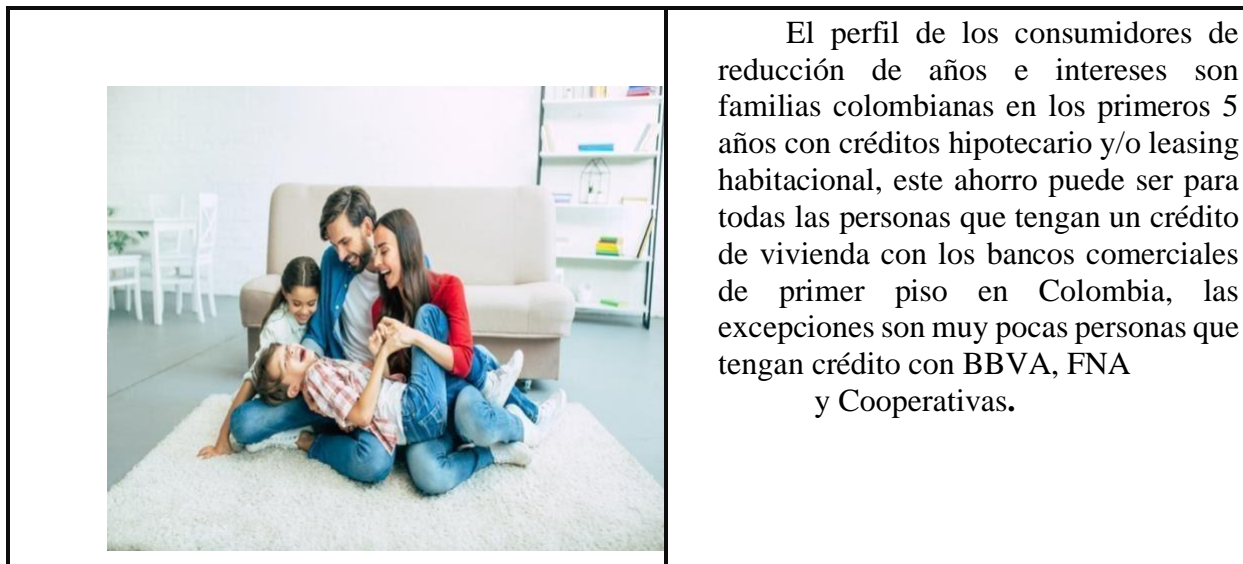 El perfil de los consumidores de
reducción de años e intereses son
familias colombianas en los primeros 5
años con créditos hipotecario y/o leasing
habitacional, este ahorro puede ser para
todas las personas que tengan un crédito
de vivienda con los bancos comerciales
de primer piso en Colombia, las
excepciones son muy pocas personas que
tengan crédito con BBVA, FNA
y Cooperativas.